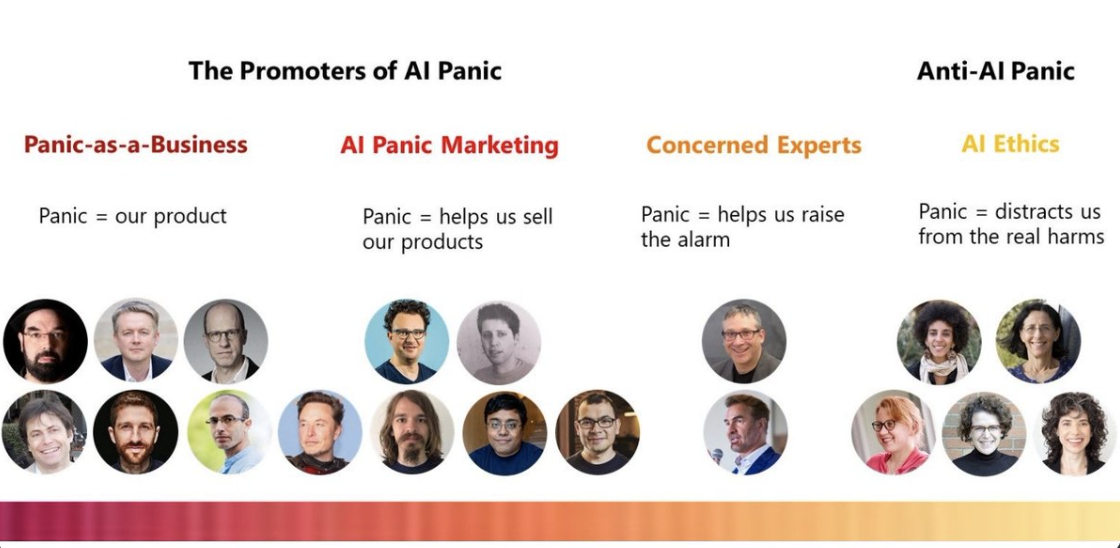 The Promoters of AI Panic
Anti-AI Panic
Panic-as-a-Business
AI Panic Marketing
Concerned Experts
AI Ethics
Panic = our product
Panic = helps us sell
our products
Panic = helps us raise
the alarm
Panic = distracts us
from the real harms